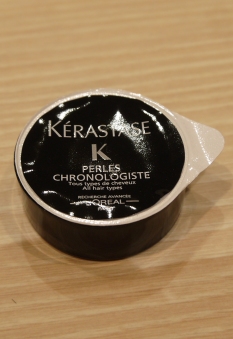 KÉRASTASE
K
PERLES
CHRONOLOGISTE
Tous types de cheveux
All hair types
RECHERCHE AVANCÉE
L'ORÉAL